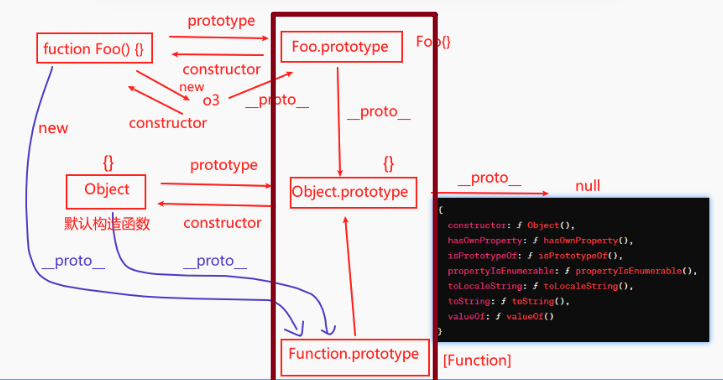 prototype
fuction Foo() {}
Foo.prototype
Foo{}
constructor
new
o3
__proto__
constructor
__proto__
new
{}
prototype
{}
Object
Object.prototype
__proto__
null
默认构造函数
constructor
__proto__
__proto__
{
constructor: ƒ Object(),
hasOwnProperty: ƒ hasOwnProperty(),
isPrototypeOf: ƒ isPrototypeOf(),
propertyIsEnumerable: ƒ propertyIsEnumerable(),
toLocaleString: ƒ toLocaleString(),
toString: ƒ toString(),
valueOf: ƒ valueOf()
}
Function.prototype
[Function]